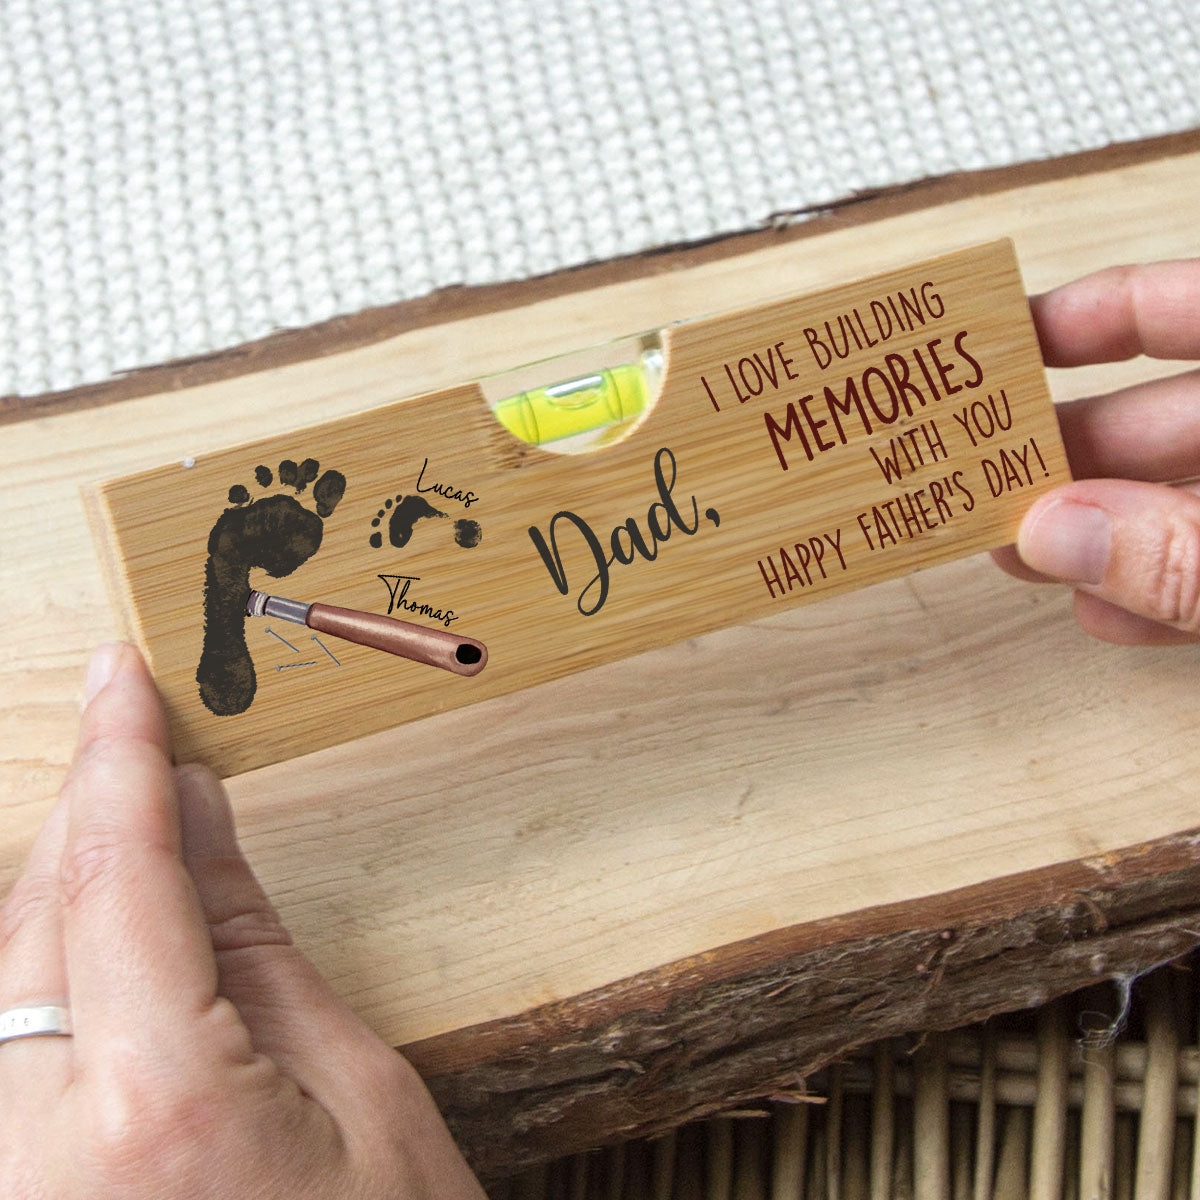 Lucas
Thomas
Dad,
I LOVE BUILDING
MEMORIES
WITH YOU
HAPPY FATHER'S DAY!